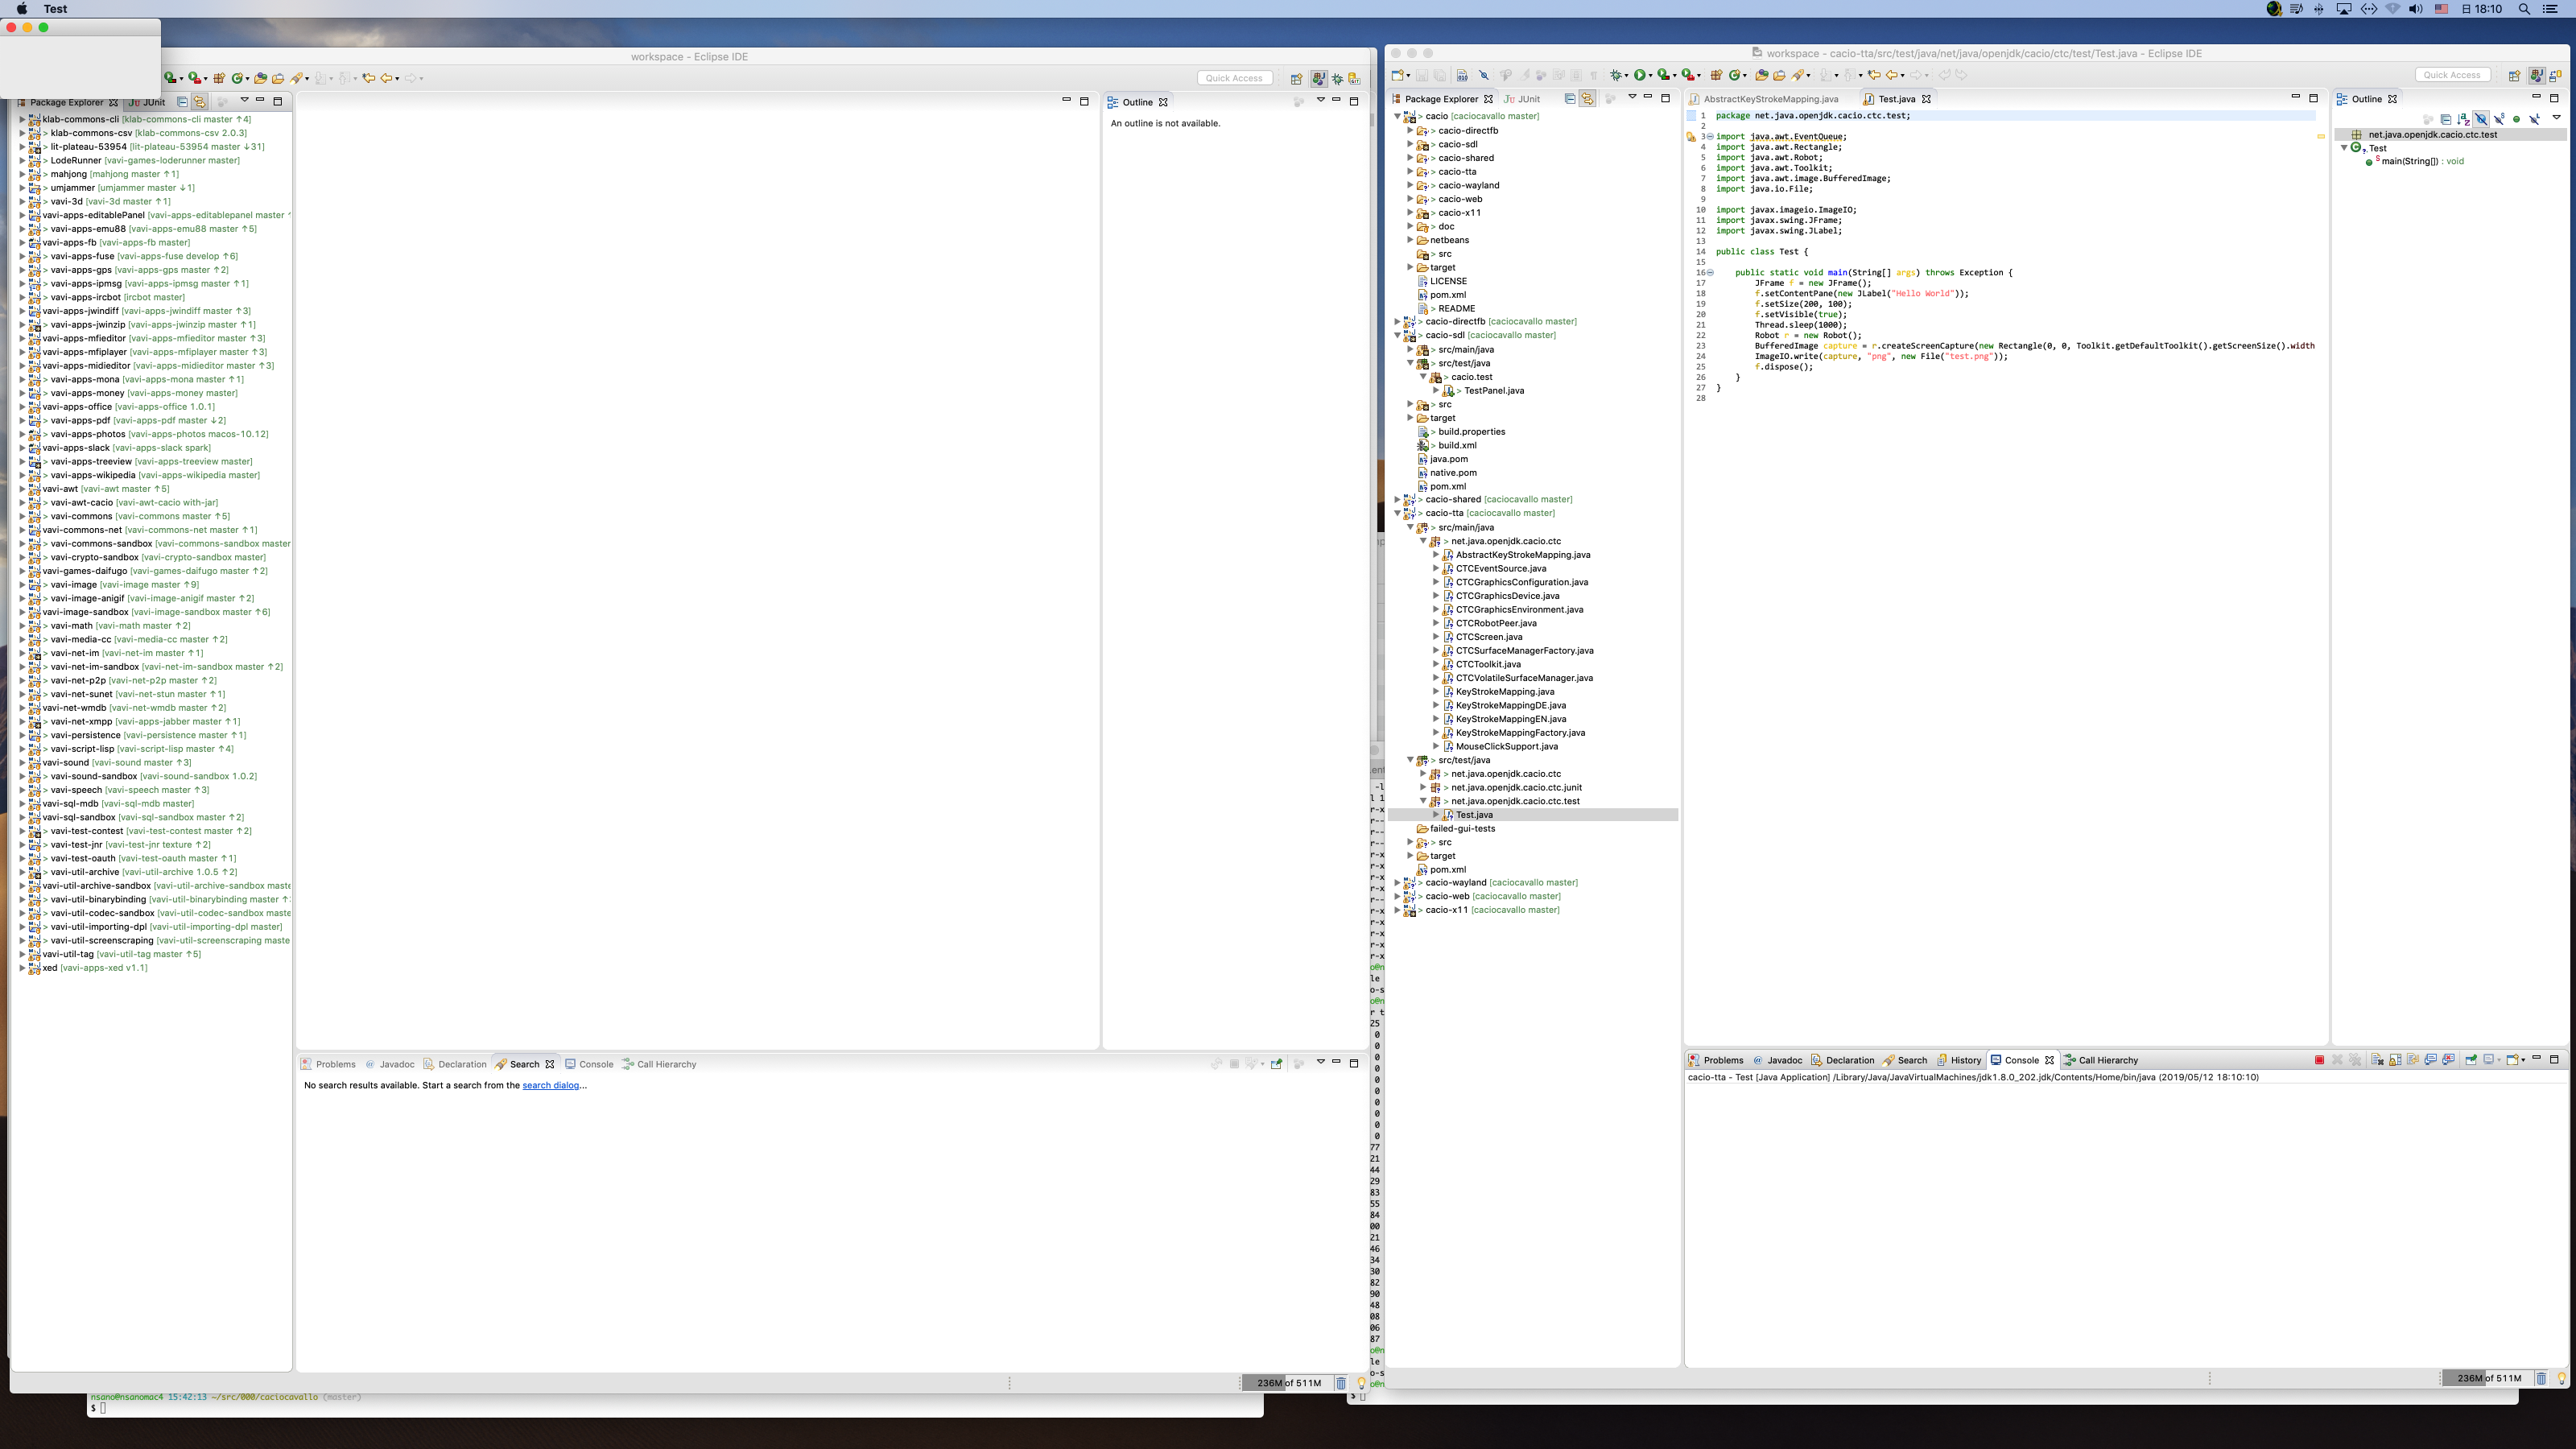 Test
日 18:10
workspace - Eclipse IDE
Quick Access
Package Explorer
JUnit
klab-commons-cli [klab-commons-cli master ↑4]
> klab-commons-csv [klab-commons-csv 2.0.3]
> lit-plateau-53954 [lit-plateau-53954 master ↓31]
> LodeRunner [vavi-games-loderunner master]
> mahjong [mahjong master ↑1]
> umjammer [umjammer master ↓1]
> vavi-3d [vavi-3d master ↑1]
vavi-apps-editablePanel [vavi-apps-editablepanel master
> vavi-apps-emu88 [vavi-apps-emu88 master ↑5]
vavi-apps-fb [vavi-apps-fb master]
> vavi-apps-fuse [vavi-apps-fuse develop ↑6]
> vavi-apps-gps [vavi-apps-gps master ↑2]
> vavi-apps-ipmsg [vavi-apps-ipmsg master ↑1]
> vavi-apps-ircbot [ircbot master]
vavi-apps-jwindiff [vavi-apps-jwindiff master ↑3]
> vavi-apps-jwinzip [vavi-apps-jwinzip master ↑1]
vavi-apps-mfieditor [vavi-apps-mfieditor master ↑3]
> vavi-apps-mfiplayer [vavi-apps-mfiplayer master ↑3]
vavi-apps-midieditor [vavi-apps-midieditor master ↑3]
> vavi-apps-mona [vavi-apps-mona master ↑1]
> vavi-apps-money [vavi-apps-money master]
vavi-apps-office [vavi-apps-office 1.0.1]
> vavi-apps-pdf [vavi-apps-pdf master ↓2]
> vavi-apps-photos [vavi-apps-photos macos-10.12]
vavi-apps-slack [vavi-apps-slack spark]
> vavi-apps-treeview [vavi-apps-treeview master]
> vavi-apps-wikipedia [vavi-apps-wikipedia master]
vavi-awt [vavi-awt master ↑5]
> vavi-awt-cacio [vavi-awt-cacio with-jar]
> vavi-commons [vavi-commons master ↑5]
vavi-commons-net [vavi-commons-net master ↑1]
> vavi-commons-sandbox [vavi-commons-sandbox master
> vavi-crypto-sandbox [vavi-crypto-sandbox master]
vavi-games-daifugo [vavi-games-daifugo master ↑2]
> vavi-image [vavi-image master ↑9]
> vavi-image-anigif [vavi-image-anigif master ↑2]
vavi-image-sandbox [vavi-image-sandbox master ↑6]
> vavi-math [vavi-math master ↑2]
> vavi-media-cc [vavi-media-cc master ↑2]
> vavi-net-im [vavi-net-im master ↑1]
> vavi-net-im-sandbox [vavi-net-im-sandbox master ↑2]
> vavi-net-p2p [vavi-net-p2p master ↑2]
> vavi-net-sunet [vavi-net-stun master ↑1]
vavi-net-wmdb [vavi-net-wmdb master ↑2]
> vavi-net-xmpp [vavi-apps-jabber master ↑1]
> vavi-persistence [vavi-persistence master ↑1]
> vavi-script-lisp [vavi-script-lisp master ↑4]
vavi-sound [vavi-sound master ↑3]
> vavi-sound-sandbox [vavi-sound-sandbox 1.0.2]
> vavi-speech [vavi-speech master ↑3]
vavi-sql-mdb [vavi-sql-mdb master]
vavi-sql-sandbox [vavi-sql-sandbox master ↑2]
> vavi-test-contest [vavi-test-contest master ↑2]
> vavi-test-jnr [vavi-test-jnr texture ↑2]
> vavi-test-oauth [vavi-test-oauth master ↑1]
> vavi-util-archive [vavi-util-archive 1.0.5 ↑2]
vavi-util-archive-sandbox [vavi-util-archive-sandbox maste
> vavi-util-binarybinding [vavi-util-binarybinding master
> vavi-util-codec-sandbox [vavi-util-codec-sandbox maste
> vavi-util-importing-dpl [vavi-util-importing-dpl master]
> vavi-util-screenscraping [vavi-util-screenscraping maste
vavi-util-tag [vavi-util-tag master ↑5]
xed [vavi-apps-xed v1.1]
Outline
An outline is not available.
Problems @ Javadoc Declaration Search Console Call Hierarchy
No search results available. Start a search from the search dialog...
236M of 511M
nsano@nsanomac4 15:42:13 ~/src/000/caciocavallo (master)
$
workspace - cacio-tta/src/test/java/net/java/openjdk/cacio/ctc/test/Test.java - Eclipse IDE
Quick Access
Package Explorer
JUnit
> cacio [caciocavallo master]
> cacio-directfb
> cacio-sdl
> cacio-shared
> cacio-tta
> cacio-wayland
> cacio-web
> cacio-x11
> doc
netbeans
> src
target
LICENSE
pom.xml
> README
> cacio-directfb [caciocavallo master]
> cacio-sdl [caciocavallo master]
> src/main/java
> src/test/java
> cacio.test
> TestPanel.java
> src
target
> build.properties
> build.xml
java.pom
native.pom
pom.xml
> cacio-shared [caciocavallo master]
> cacio-tta [caciocavallo master]
> src/main/java
> net.java.openjdk.cacio.ctc
AbstractKeyStrokeMapping.java
CTCEventSource.java
CTCGraphicsConfiguration.java
CTCGraphicsDevice.java
CTCGraphicsEnvironment.java
CTCRobotPeer.java
CTCScreen.java
CTCSurfaceManagerFactory.java
CTCToolkit.java
CTCVolatileSurfaceManager.java
KeyStrokeMapping.java
KeyStrokeMappingDE.java
KeyStrokeMappingEN.java
KeyStrokeMappingFactory.java
MouseClickSupport.java
> src/test/java
> net.java.openjdk.cacio.ctc
> net.java.openjdk.cacio.ctc.junit
> net.java.openjdk.cacio.ctc.test
Test.java
failed-gui-tests
> src
target
pom.xml
> cacio-wayland [caciocavallo master]
> cacio-web [caciocavallo master]
> cacio-x11 [caciocavallo master]
AbstractKeyStrokeMapping.java
Test.java
1 package net.java.openjdk.cacio.ctc.test;
2
3 import java.awt.EventQueue;
4 import java.awt.Rectangle;
5 import java.awt.Robot;
6 import java.awt.Toolkit;
7 import java.awt.image.BufferedImage;
8 import java.io.File;
9
10 import javax.imageio.ImageIO;
11 import javax.swing.JFrame;
12 import javax.swing.JLabel;
13
14 public class Test {
15
16 public static void main(String[] args) throws Exception {
17 JFrame f = new JFrame();
18 f.setContentPane(new JLabel("Hello World"));
19 f.setSize(200, 100);
20 f.setVisible(true);
21 Thread.sleep(1000);
22 Robot r = new Robot();
23 BufferedImage capture = r.createScreenCapture(new Rectangle(0, 0, Toolkit.getDefaultToolkit().getScreenSize().width
24 ImageIO.write(capture, "png", new File("test.png"));
25 f.dispose();
26 }
27 }
28
Outline
net.java.openjdk.cacio.ctc.test
Test
main(String[]) : void
Problems @ Javadoc Declaration Search History Console Call Hierarchy
cacio-tta - Test [Java Application] /Library/Java/JavaVirtualMachines/jdk1.8.0_202.jdk/Contents/Home/bin/java (2019/05/12 18:10:10)
236M of 511M
$